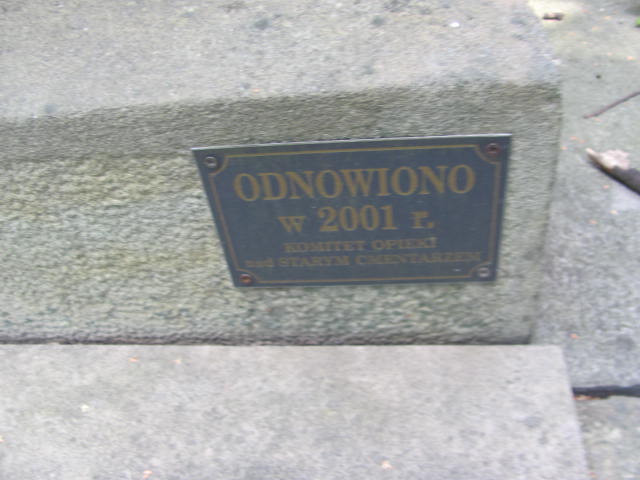 ODNOWIONO
w 2001 r.
KOMITET OPIEKI
nad STARYM CMENTARZEM